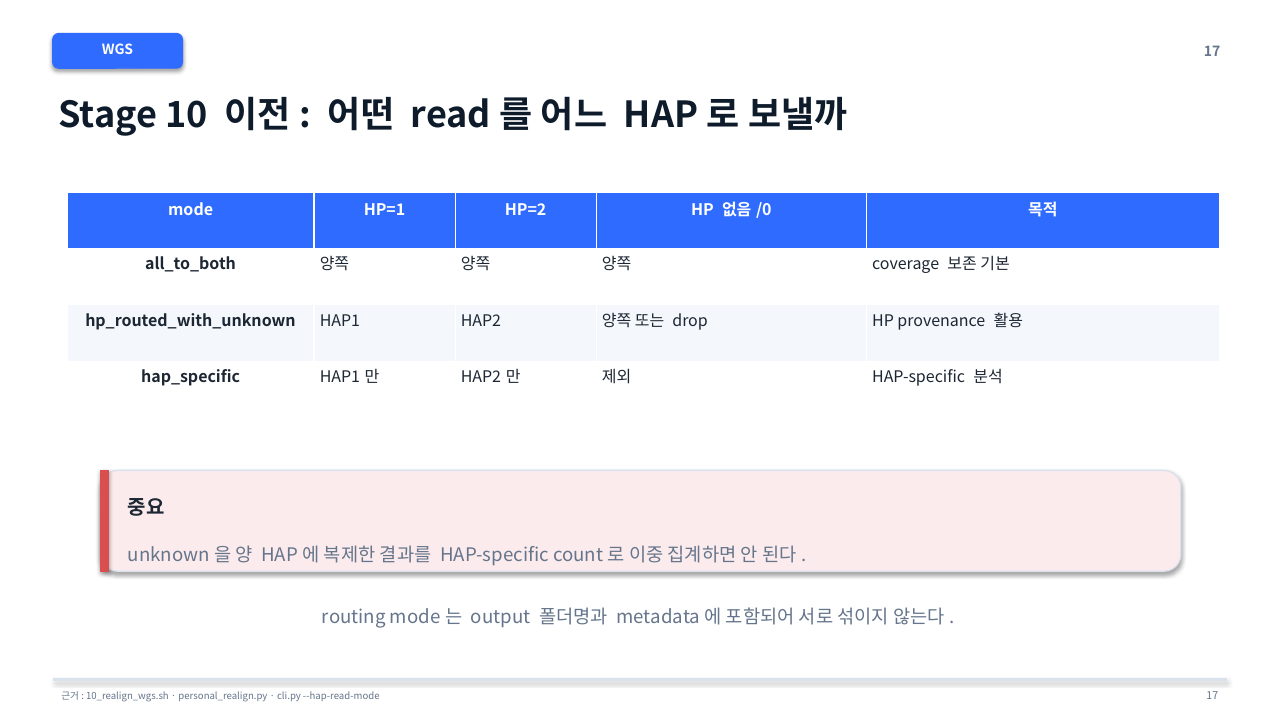 WGS
17
Stage 10 이전 : 어떤 read 를 어느 HAP 로 보낼까
mode HP=1 HP=2 HP 없음 /0 목적
all_to_both 양쪽 양쪽 양쪽 coverage 보존 기본
hp_routed_with_unknown HAP1 HAP2 양쪽 또는 drop HP provenance 활용
hap_specific HAP1 만 HAP2 만 제외 HAP-specific 분석
중요
unknown 을 양 HAP 에 복제한 결과를 HAP-specific count 로 이중 집계하면 안 된다 .
routing mode 는 output 폴더명과 metadata 에 포함되어 서로 섞이지 않는다 .
근거 : 10_realign_wgs.sh · personal_realign.py · cli.py --hap-read-mode
17